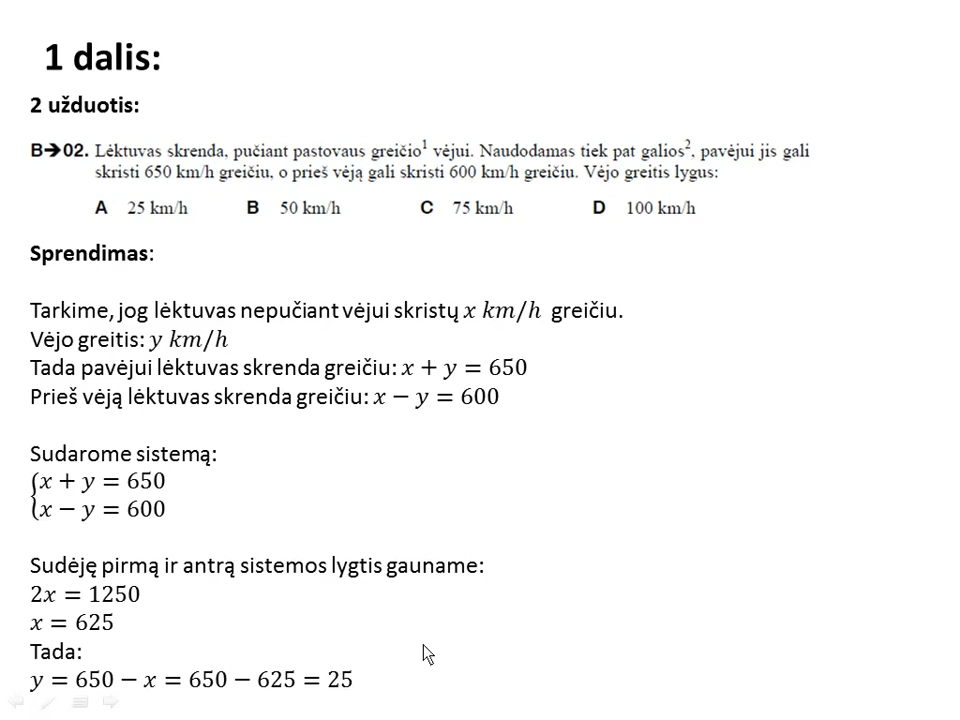 1 dalis:
2 užduotis:
B➔02. Lėktuvas skrenda, pučiant pastovaus greičio¹ vėjui. Naudodamas tiek pat galios², pavėjui jis gali
skristi 650 km/h greičiu, o prieš vėją gali skristi 600 km/h greičiu. Vėjo greitis lygus:
A 25 km/h B 50 km/h C 75 km/h D 100 km/h
Sprendimas:
Tarkime, jog lėktuvas nepučiant vėjui skristų x km/h greičiu.
Vėjo greitis: y km/h
Tada pavėjui lėktuvas skrenda greičiu: x + y = 650
Prieš vėją lėktuvas skrenda greičiu: x − y = 600
Sudarome sistemą:
{x + y = 650
x − y = 600
Sudėję pirmą ir antrą sistemos lygtis gauname:
2x = 1250
x = 625
Tada:
y = 650 − x = 650 − 625 = 25